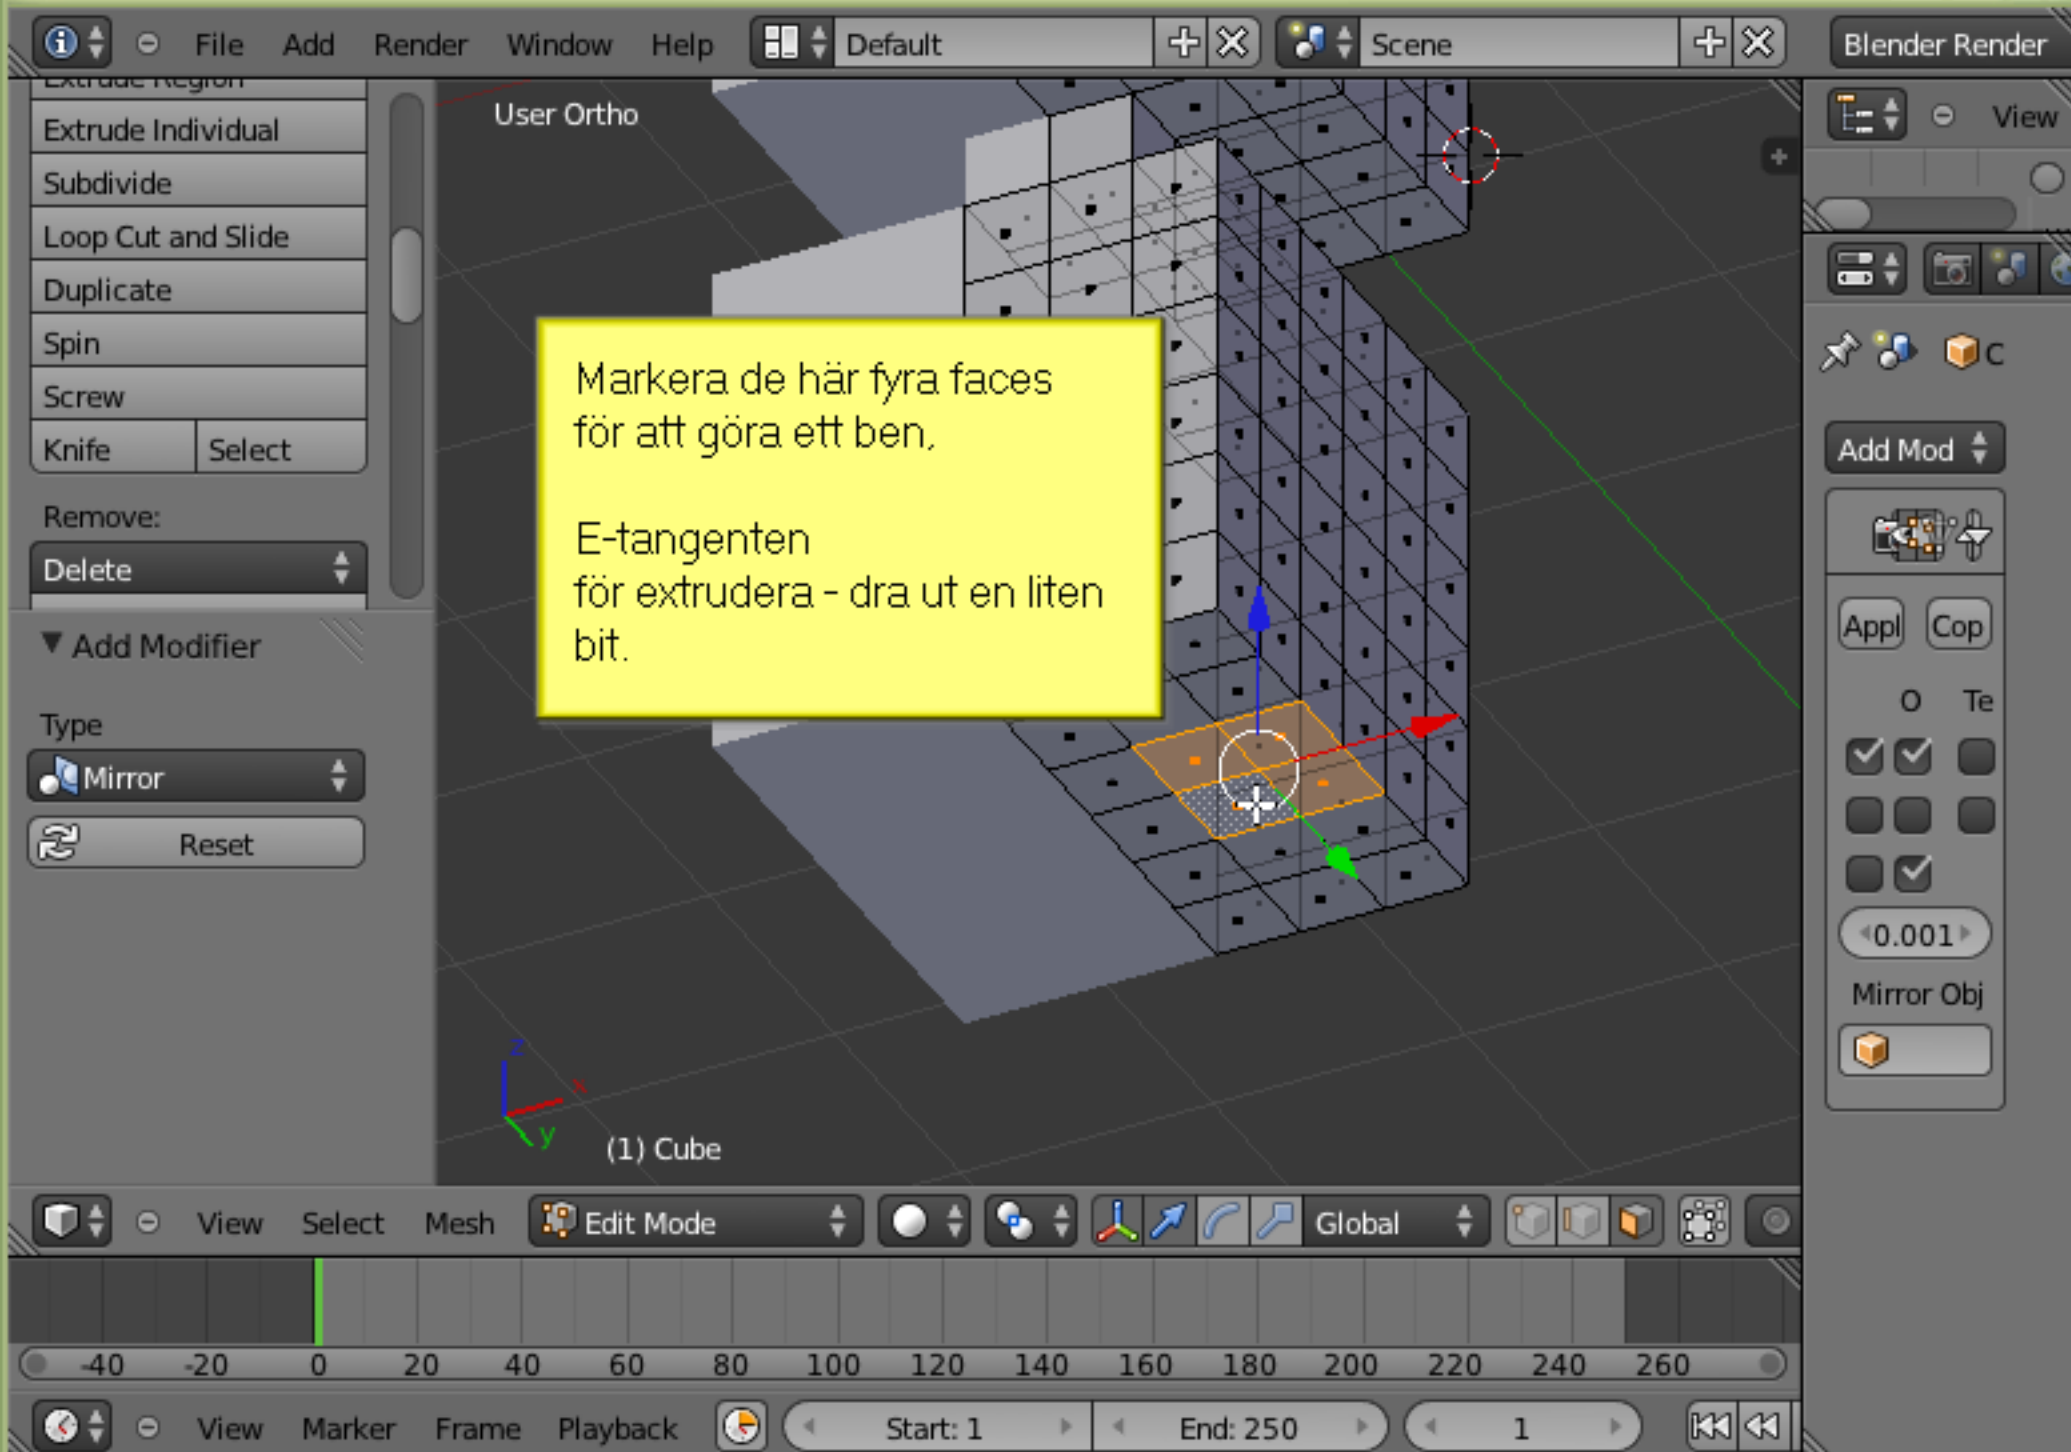 File Add Render Window Help Default Scene Blender Render
Extrude Region
Extrude Individual
Subdivide
Loop Cut and Slide
Duplicate
Spin
Screw
Knife Select
Remove:
Delete
Add Modifier
Type
Mirror
Reset
User Ortho
Markera de här fyra faces
för att göra ett ben,
E-tangenten
för extrudera - dra ut en liten
bit.
z
x
y
(1) Cube
View
C
Add Mod
Appl Cop
O Te
0.001
Mirror Obj
View Select Mesh Edit Mode Global
-40 -20 0 20 40 60 80 100 120 140 160 180 200 220 240 260
View Marker Frame Playback Start: 1 End: 250 1